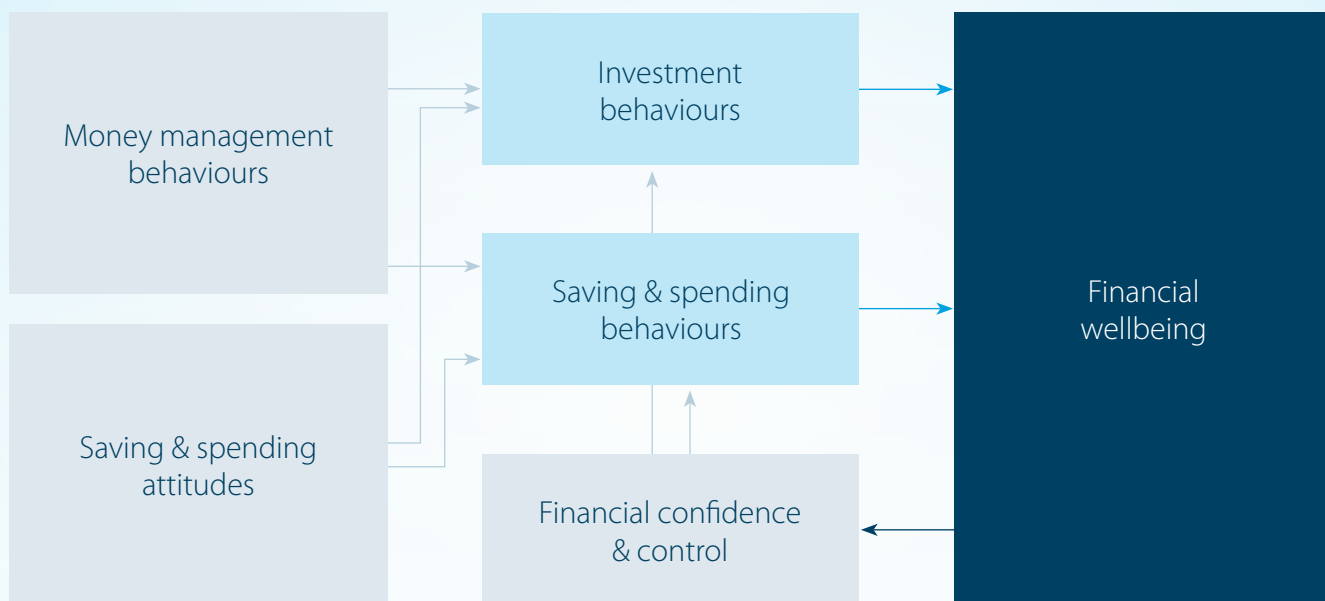 Money management
behaviours
Saving & spending
attitudes
Investment
behaviours
Saving & spending
behaviours
Financial confidence
& control
Financial
wellbeing